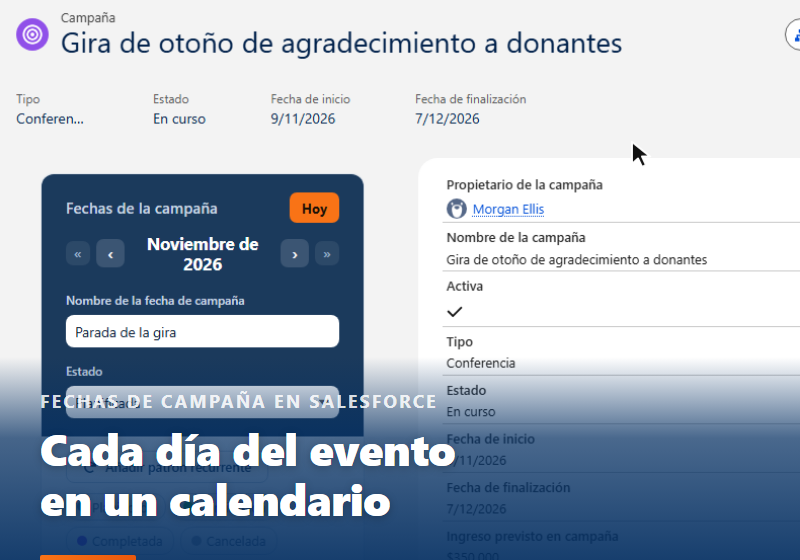 Campaña
Gira de otoño de agradecimiento a donantes
Tipo
Estado
Fecha de inicio
Fecha de finalización
Conferen...
En curso
9/11/2026
7/12/2026
Fechas de la campaña
Hoy
« ‹ Noviembre de
2026 › »
Nombre de la fecha de campaña
Parada de la gira
Estado
Propietario de la campaña
Morgan Ellis
Nombre de la campaña
Gira de otoño de agradecimiento a donantes
Activa
Tipo
Conferencia
Estado
En curso
Fecha de inicio
/11/2026
Fecha de finalización
7/12/2026
Ingreso previsto en campaña
$350.000
FECHAS DE CAMPAÑA EN SALESFORCE
Cada día del evento
en un calendario
Añadir patrón recurrente
Completada
Cancelada